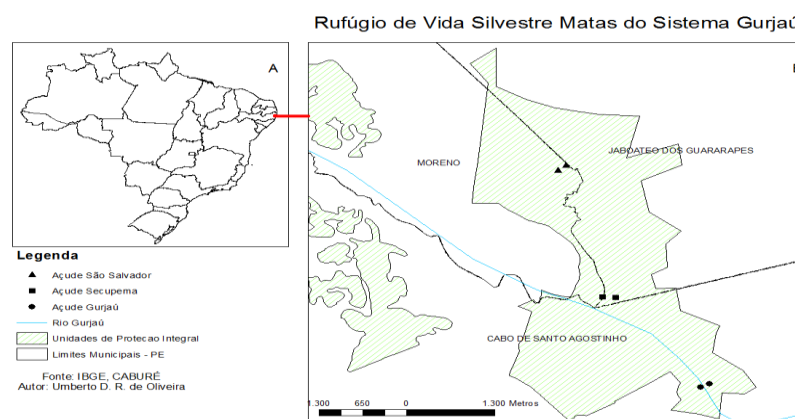 Rufúgio de Vida Silvestre Matas do Sistema Gurjaú
A
MORENO
JABOATEO DOS GUARARAPES
CABO DE SANTO AGOSTINHO
Legenda
Açude São Salvador
Açude Secupema
Açude Gurjaú
Rio Gurjaú
Unidades de Protecao Integral
Limites Municipais - PE
Fonte: IBGE, CABURÉ
Autor: Umberto D. R. de Oliveira
1.300 650 0 1.300 Metros